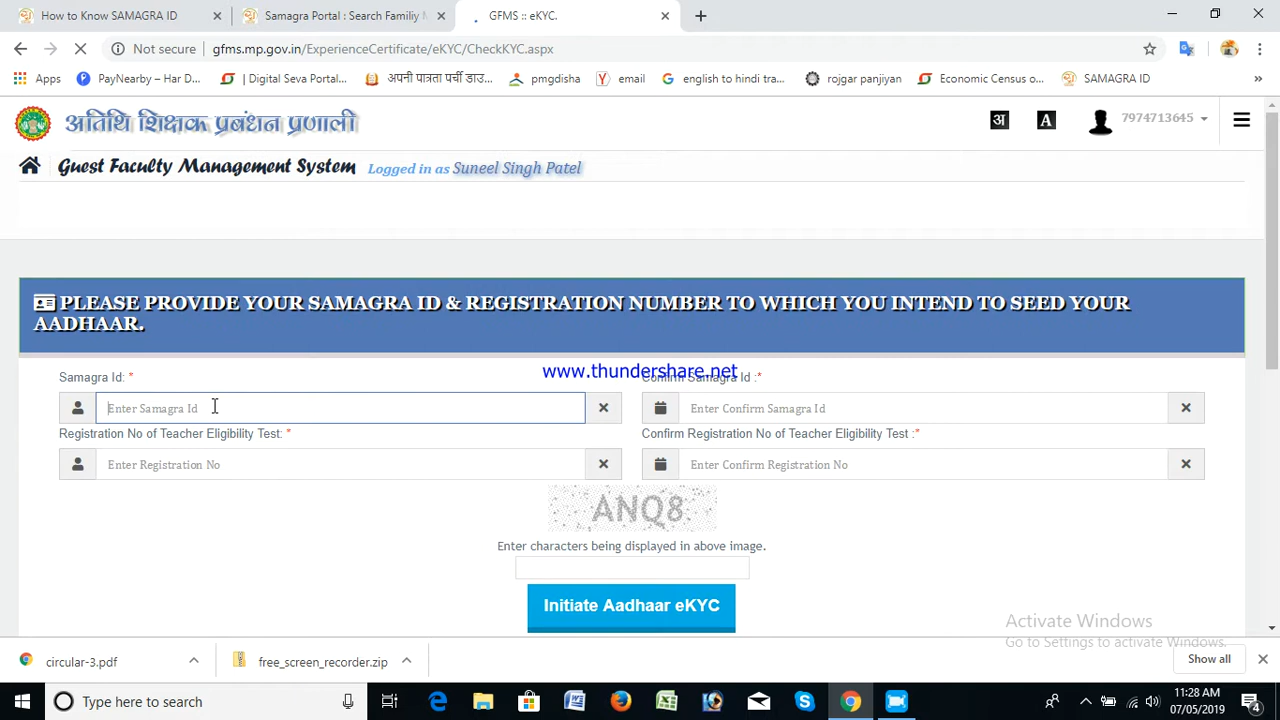 How to Know SAMAGRA ID
Samagra Portal : Search Familiy M
GFMS :: eKYC.
Not secure
gfms.mp.gov.in/ExperienceCertificate/eKYC/CheckKYC.aspx
Apps
PayNearby – Har D...
| Digital Seva Portal...
अपनी पात्रता पर्ची डाउ...
pmgdisha
email
english to hindi tra...
rojgar panjiyan
Economic Census o...
SAMAGRA ID
»
अतिथि शिक्षक प्रबंधन प्रणाली
अ
A
7974713645
Guest Faculty Management System
Logged in as Suneel Singh Patel
PLEASE PROVIDE YOUR SAMAGRA ID & REGISTRATION NUMBER TO WHICH YOU INTEND TO SEED YOUR
AADHAAR.
www.thundershare.net
Samagra Id: *
Confirm Samagra Id :*
Enter Samagra Id
Enter Confirm Samagra Id
Registration No of Teacher Eligibility Test: *
Confirm Registration No of Teacher Eligibility Test :*
Enter Registration No
Enter Confirm Registration No
ANQ8
Enter characters being displayed in above image.
Initiate Aadhaar eKYC
Activate Windows
Go to Settings to activate Windows.
circular-3.pdf
free_screen_recorder.zip
Show all
Type here to search
11:28 AM
07/05/2019
4